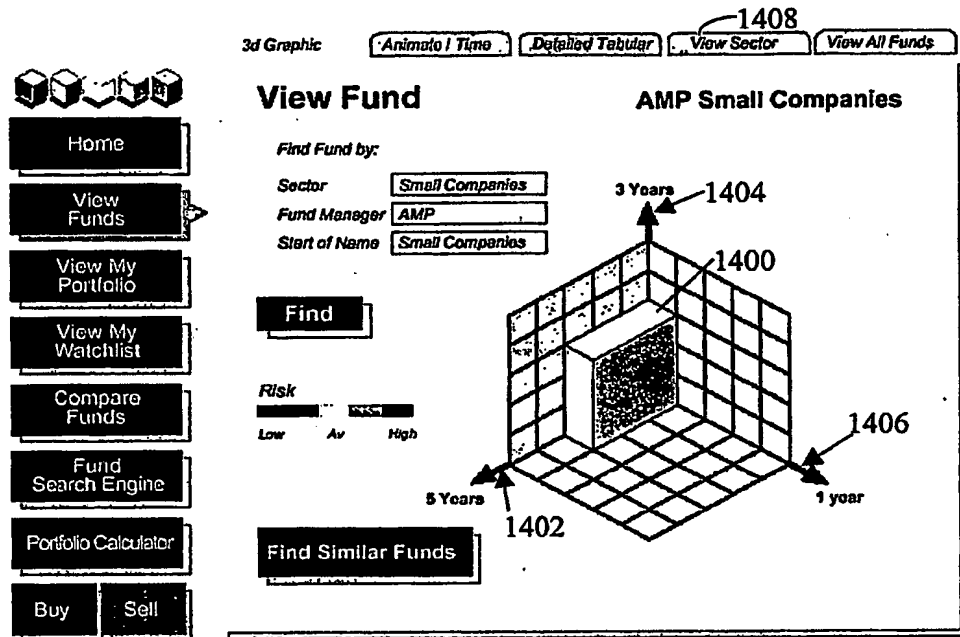 1408
3d Graphic
Animate / Time
Detailed Tabular
View Sector
View All Funds
View Fund
AMP Small Companies
Home
View
Funds
View My
Portfolio
View My
Watchlist
Compare
Funds
Fund
Search Engine
Portfolio Calculator
Buy
Sell
Find Fund by:
Sector
Small Companies
Fund Manager
AMP
Start of Name
Small Companies
Find
Risk
Low
Av
High
Find Similar Funds
3 Years
1404
1400
1406
1 year
5 Years
1402